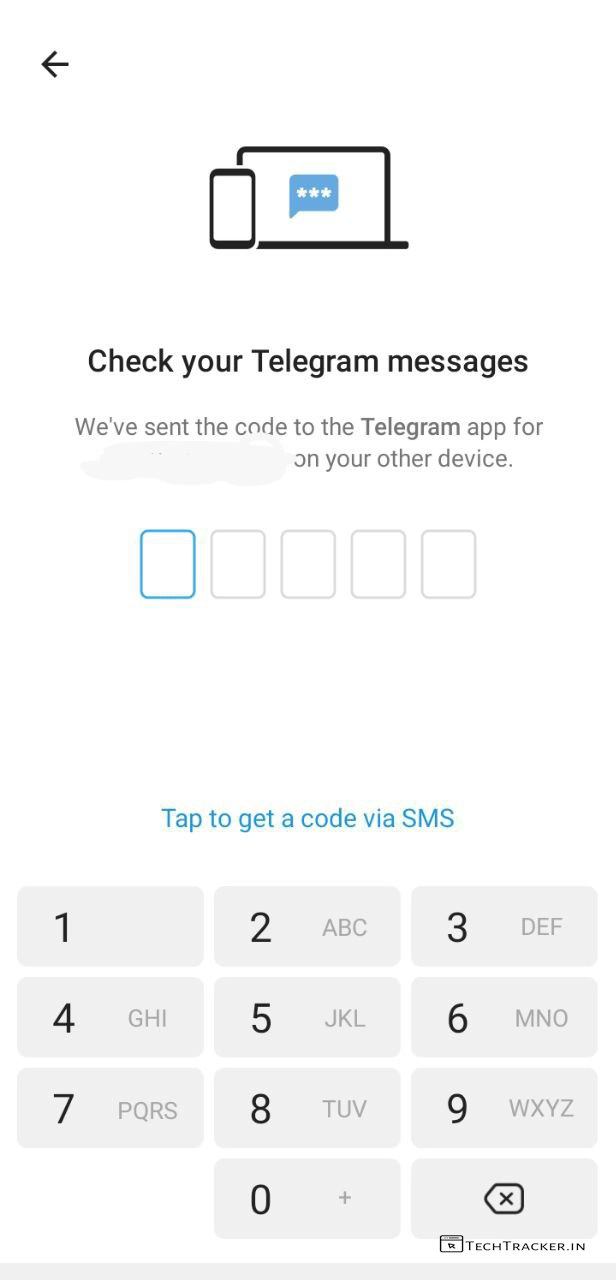 ***
Check your Telegram messages
We've sent the code to the Telegram app for
on your other device.
Tap to get a code via SMS
1
2 ABC
3 DEF
4 GHI
5 JKL
6 MNO
7 PQRS
8 TUV
9 WXYZ
0 +
TECHTRACKER.IN